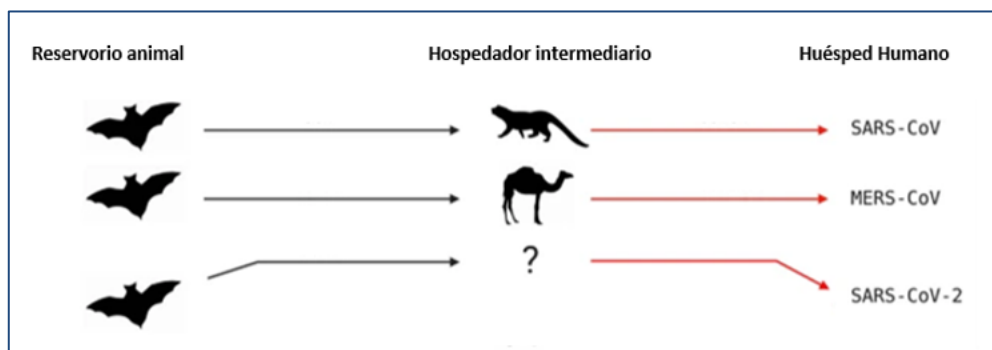 Reservorio animal Hospedador intermediario Huésped Humano
SARS-CoV
MERS-CoV
?
SARS-CoV-2